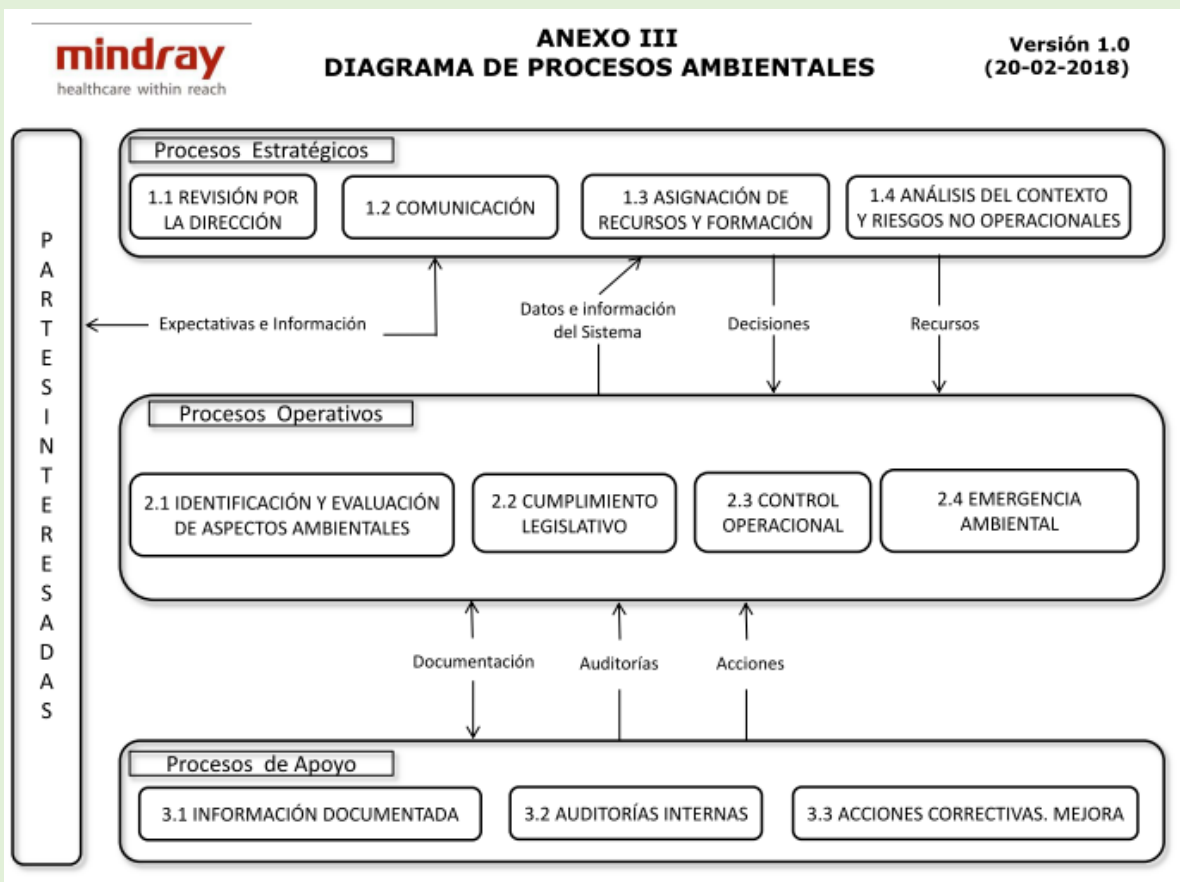 mindray
healthcare within reach
ANEXO III
DIAGRAMA DE PROCESOS AMBIENTALES
Versión 1.0
(20-02-2018)
PARTESINTERESADAS
Procesos Estratégicos
1.1 REVISIÓN POR
LA DIRECCIÓN
1.2 COMUNICACIÓN
1.3 ASIGNACIÓN DE
RECURSOS Y FORMACIÓN
1.4 ANÁLISIS DEL CONTEXTO
Y RIESGOS NO OPERACIONALES
Expectativas e Información
Datos e información
del Sistema
Decisiones
Recursos
Procesos Operativos
2.1 IDENTIFICACIÓN Y EVALUACIÓN
DE ASPECTOS AMBIENTALES
2.2 CUMPLIMIENTO
LEGISLATIVO
2.3 CONTROL
OPERACIONAL
2.4 EMERGENCIA
AMBIENTAL
Documentación
Auditorías
Acciones
Procesos de Apoyo
3.1 INFORMACIÓN DOCUMENTADA
3.2 AUDITORÍAS INTERNAS
3.3 ACCIONES CORRECTIVAS. MEJORA